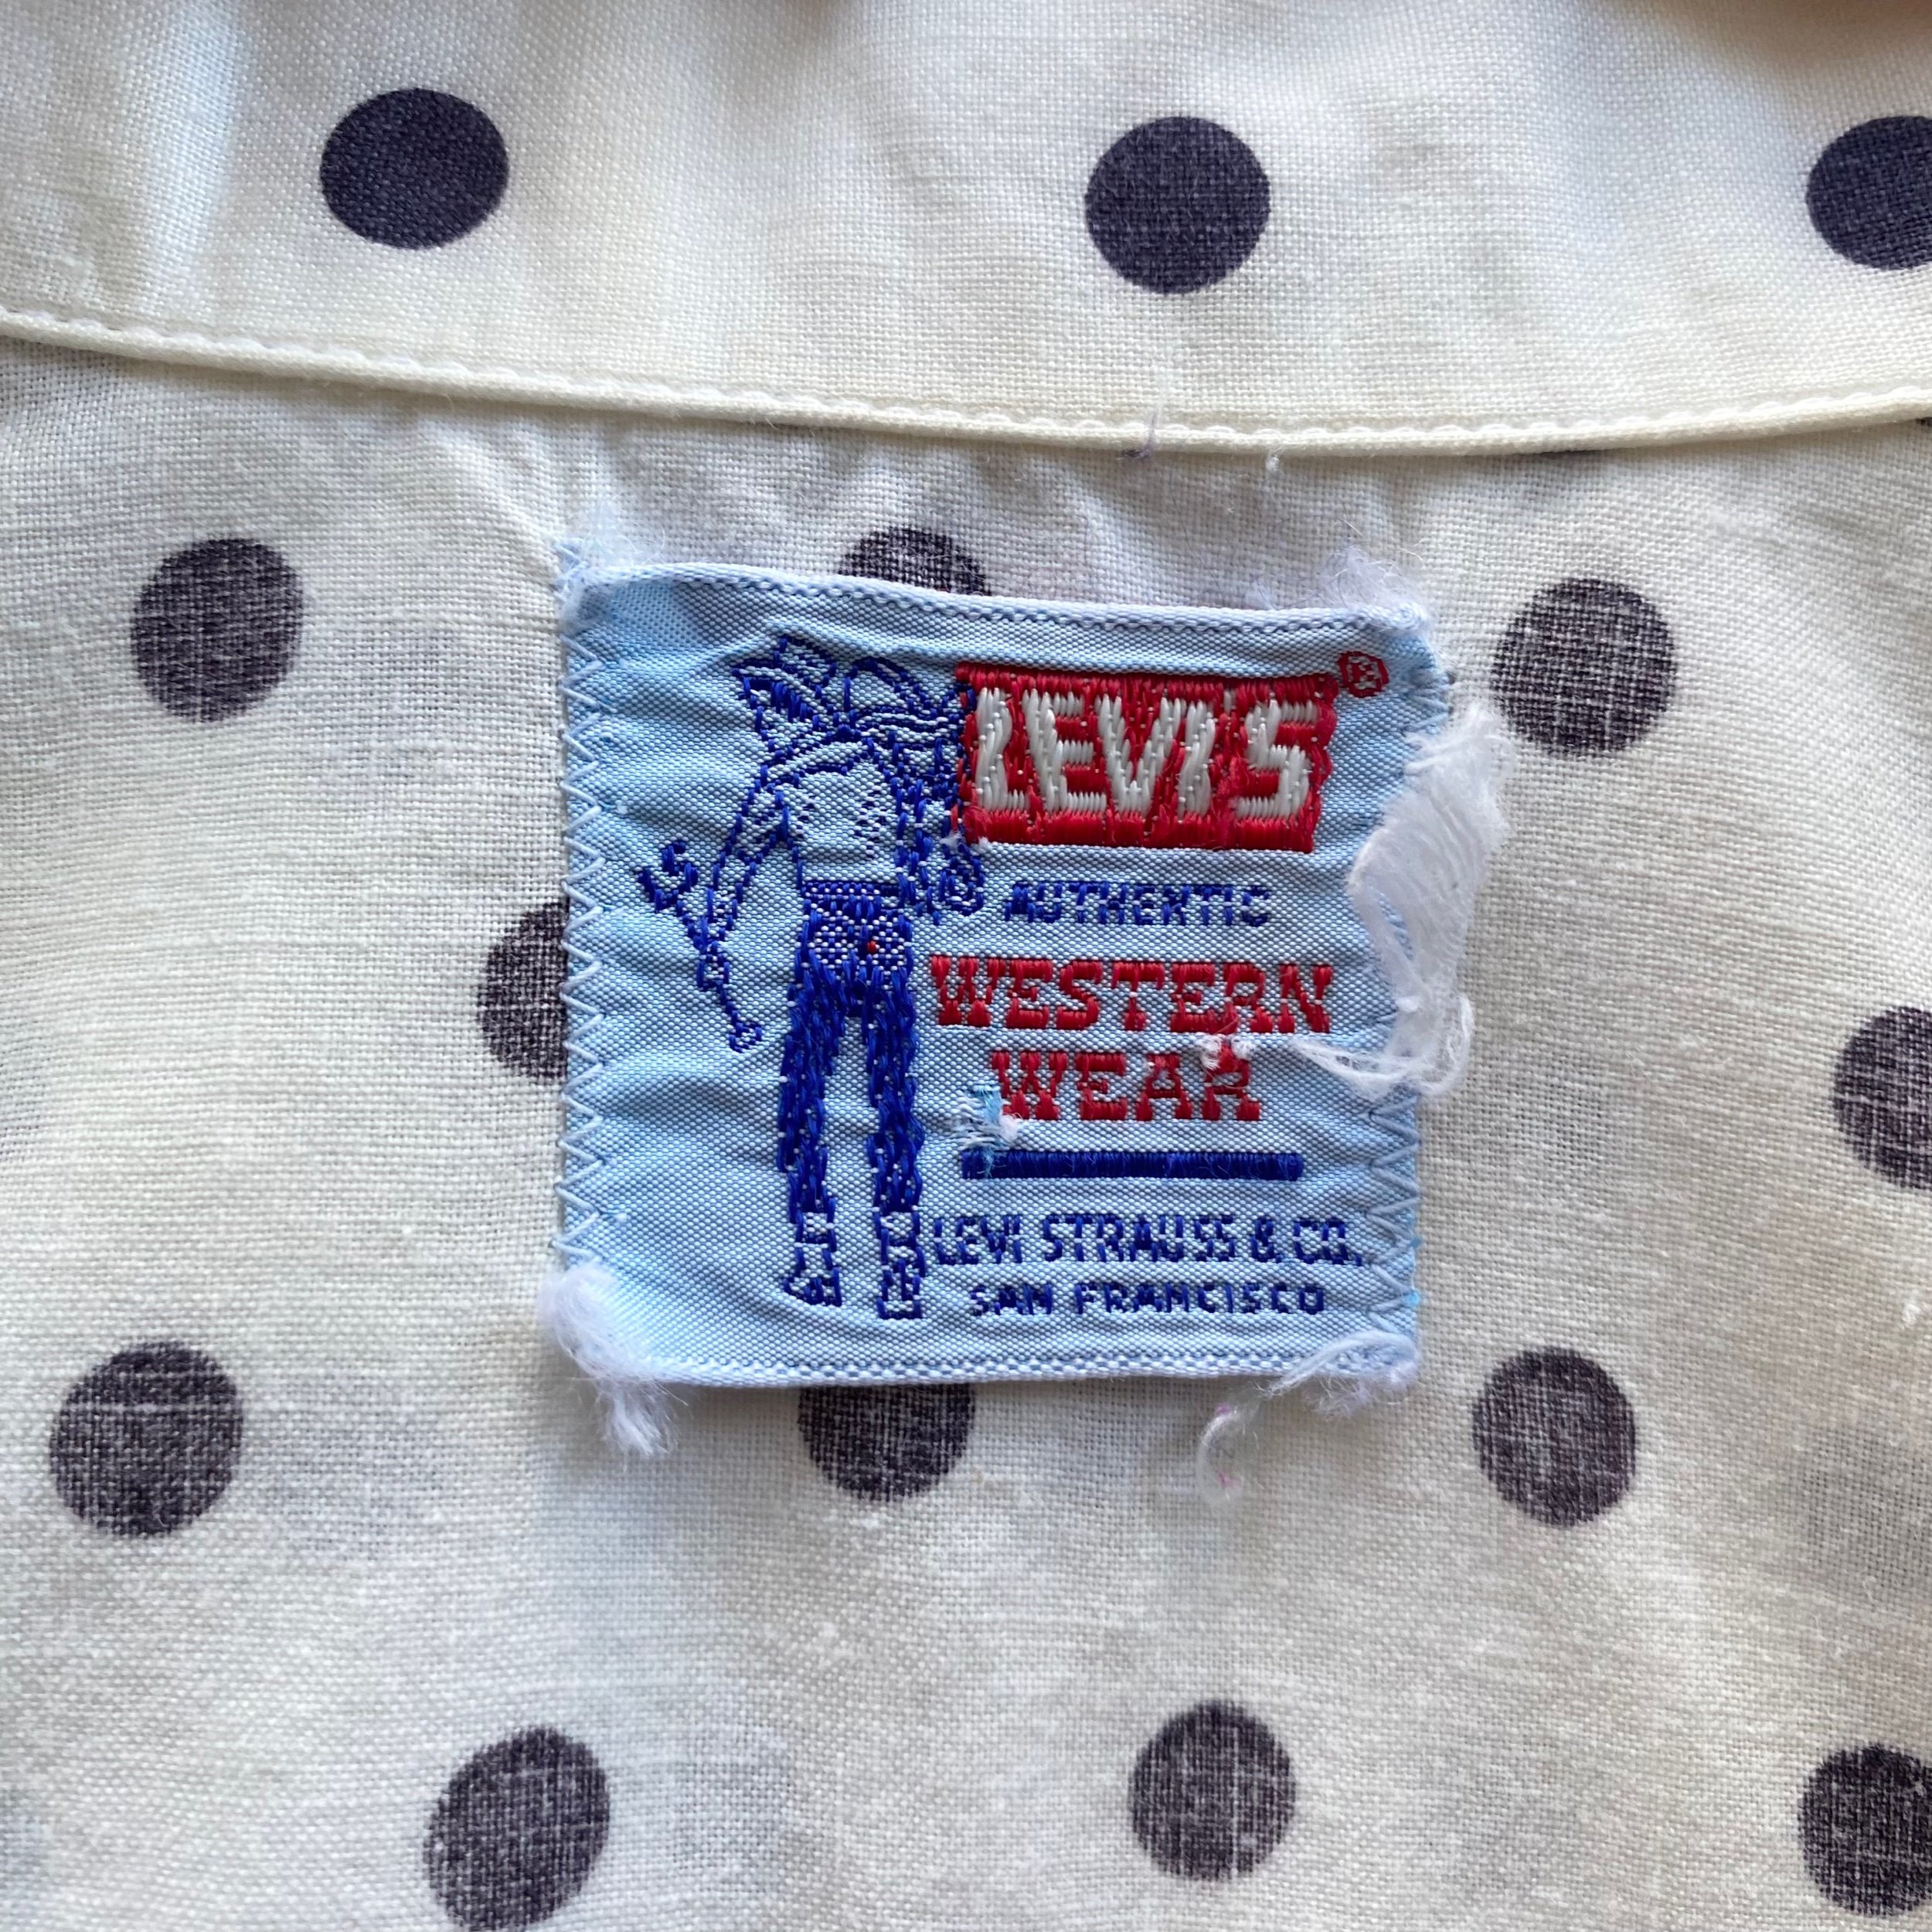 LEVI'S®
AUTHENTIC
WESTERN
WEAR
LEVI STRAUSS & CO.
SAN FRANCISCO